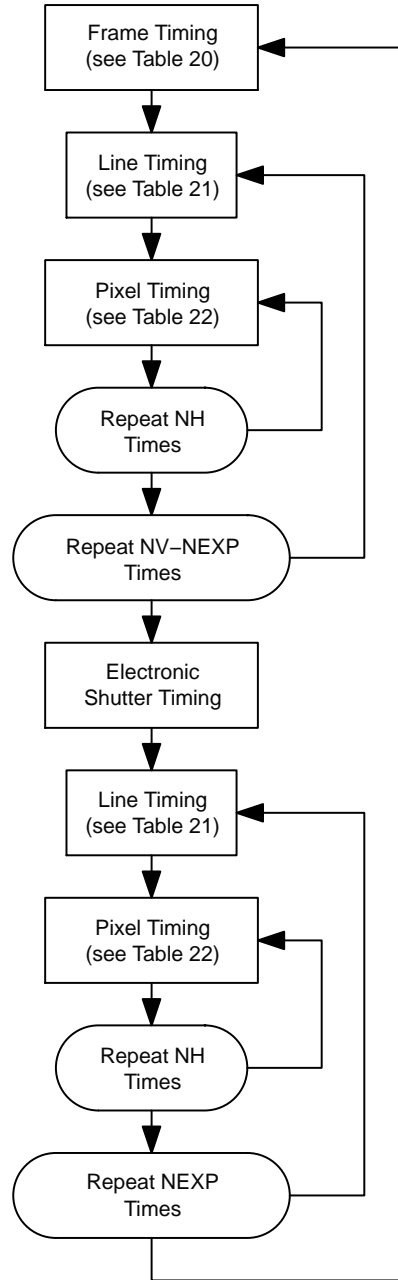 Frame Timing
(see Table 20)
Line Timing
(see Table 21)
Pixel Timing
(see Table 22)
Repeat NH
Times
Repeat NV−NEXP
Times
Electronic
Shutter Timing
Line Timing
(see Table 21)
Pixel Timing
(see Table 22)
Repeat NH
Times
Repeat NEXP
Times